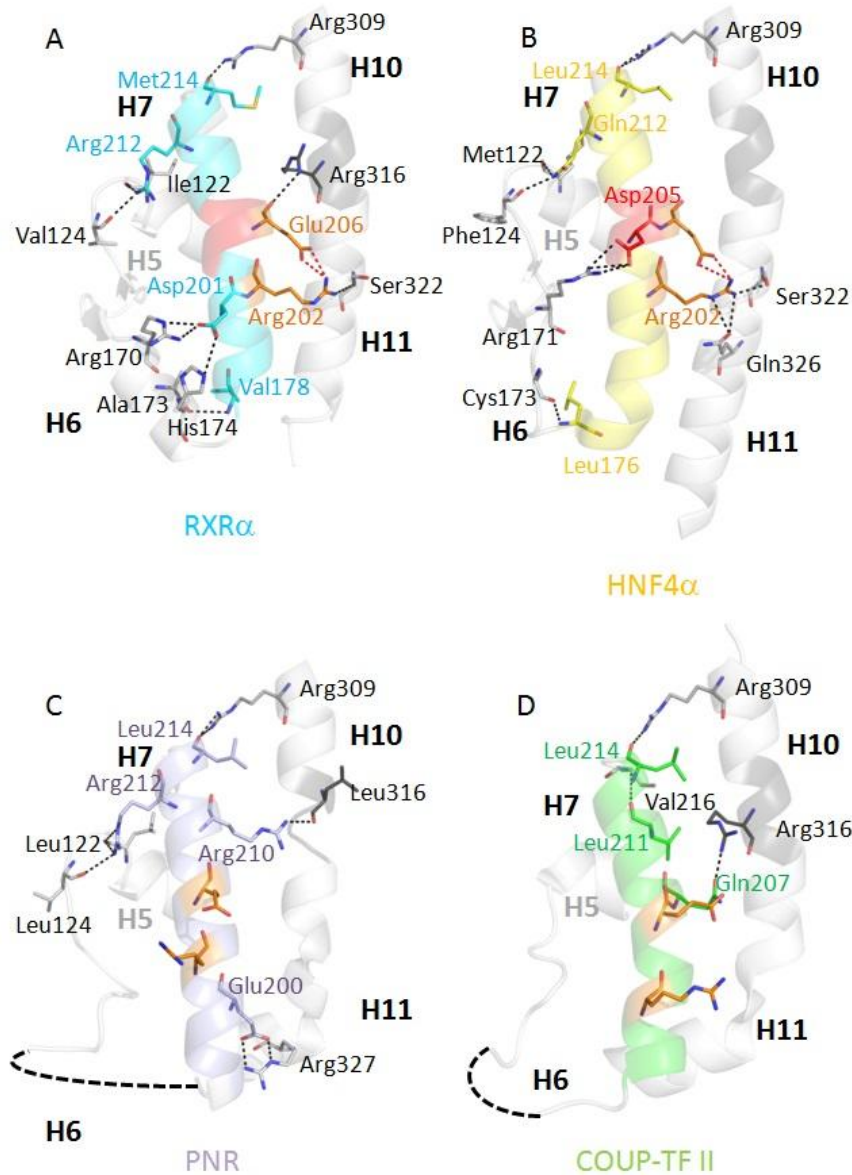 A
Arg309
H10
Met214
H7
Arg212
Ile122
Arg316
Val124
Glu206
H5
Asp201
Ser322
Arg202
H11
Arg170
Ala173
Val178
H6
His174
RXRα
B
Arg309
H10
Leu214
H7
Gln212
Met122
Asp205
Phe124
H5
Arg202
Ser322
Arg171
Gln326
Cys173
H6
H11
Leu176
HNF4α
C
Arg309
Leu214
H10
H7
Arg212
Leu316
Leu122
Arg210
H5
Leu124
Glu200
H11
Arg327
H6
PNR
D
Arg309
Leu214
H10
H7
Val216
Arg316
Leu211
H5
Gln207
H11
H6
COUP-TF II